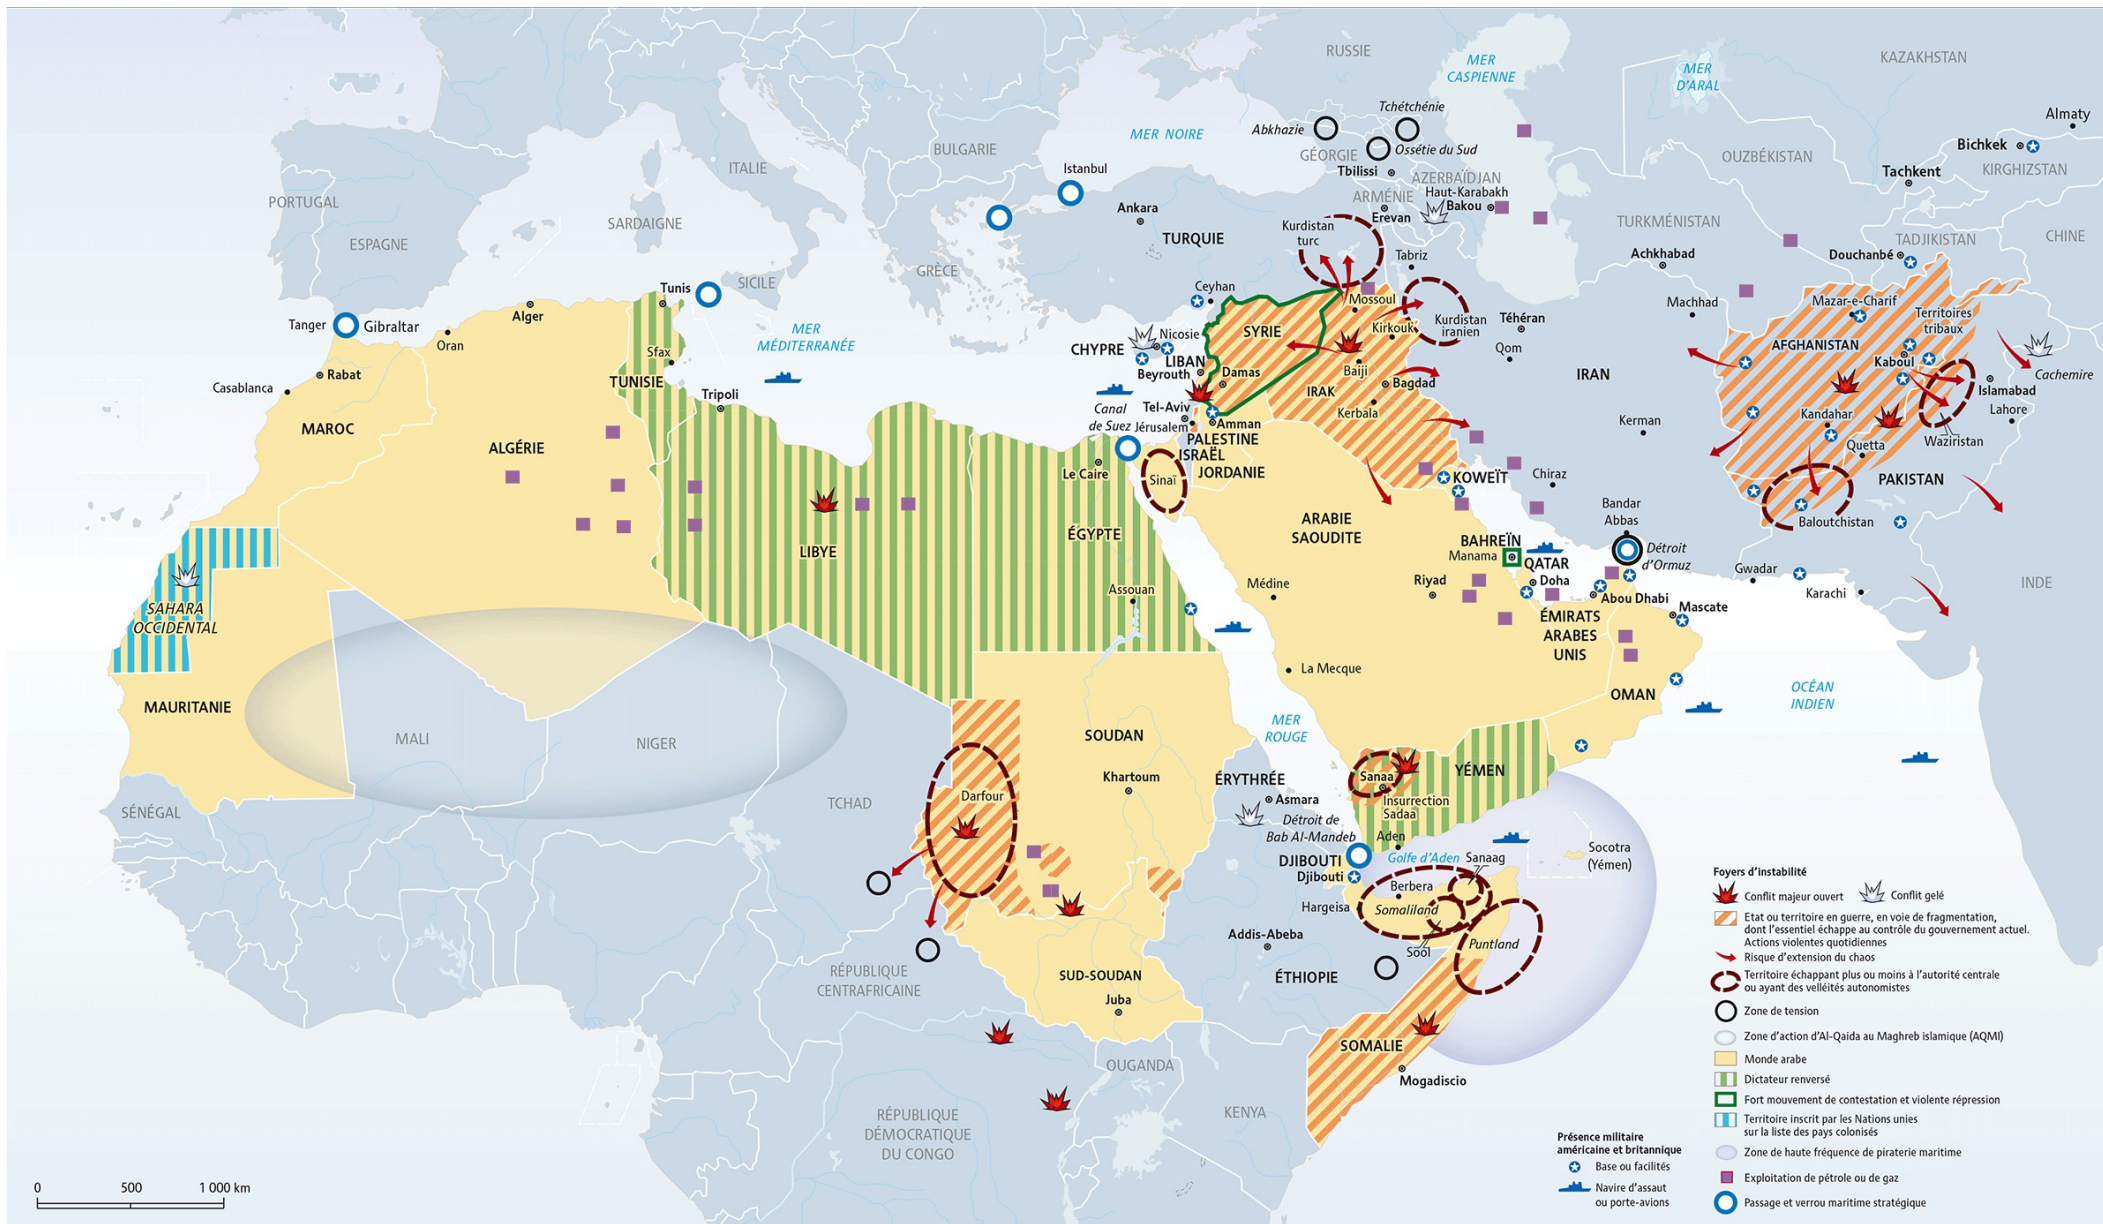 RUSSIE
KAZAKHSTAN
MER
CASPIENNE
MER
D'ARAL
Tchétchénie
Almaty
Abkhazie
MER NOIRE
BULGARIE
Bichkek
Ossétie du Sud
GÉORGIE
OUZBÉKISTAN
ITALIE
Istanbul
Tbilissi
AZERBAÏDJAN
Tachkent
KIRGHIZSTAN
Haut-Karabakh
ARMÉNIE
Bakou
PORTUGAL
Ankara
Erevan
SARDAIGNE
TURKMÉNISTAN
Kurdistan
turc
ESPAGNE
TURQUIE
TADJIKISTAN
CHINE
Achkhabad
Douchanbé
Tabriz
GRÈCE
SICILE
Tunis
Ceyhan
Mossoul
Machhad
Mazar-e-Charif
Territoires
tribaux
Alger
Tanger
Gibraltar
MER
MÉDITERRANÉE
SYRIE
Kirkouk
Kurdistan
iranien
Téhéran
Nicosie
Oran
CHYPRE
Qom
AFGHANISTAN
Sfax
LIBAN
Beyrouth
Kaboul
Rabat
Damas
Baiji
Cachemire
TUNISIE
Casablanca
Bagdad
IRAN
Islamabad
Tripoli
IRAK
Lahore
Canal
de Suez
Tel-Aviv
Kerbala
Kandahar
Kerman
MAROC
Jérusalem
Amman
PALESTINE
Waziristan
ALGÉRIE
ISRAËL
Quetta
Le Caire
JORDANIE
Sinaï
KOWEÏT
Chiraz
PAKISTAN
Bandar
Abbas
ARABIE
SAOUDITE
Baloutchistan
ÉGYPTE
LIBYE
BAHREÏN
Manama
Détroit
d'Ormuz
QATAR
Gwadar
INDE
Riyad
Doha
Médine
Assouan
Karachi
Abou Dhabi
Mascate
SAHARA
OCCIDENTAL
ÉMIRATS
ARABES
UNIS
La Mecque
OMAN
OCÉAN
INDIEN
MAURITANIE
MER
ROUGE
MALI
NIGER
SOUDAN
YÉMEN
Khartoum
ÉRYTHRÉE
Sanaa
Darfour
TCHAD
Asmara
Insurrection
Sadaa
SÉNÉGAL
Détroit de
Bab Al-Mandeb
Aden
Socotra
(Yémen)
DJIBOUTI
Djibouti
Golfe d'Aden
Sanaag
Berbera
Hargeisa
Somaliland
Addis-Abeba
Sool
Puntland
RÉPUBLIQUE
CENTRAFRICAINE
SUD-SOUDAN
ÉTHIOPIE
Juba
SOMALIE
OUGANDA
Mogadiscio
KENYA
RÉPUBLIQUE
DÉMOCRATIQUE
DU CONGO
Foyers d'instabilité
Conflit majeur ouvert
Conflit gelé
Etat ou territoire en guerre, en voie de fragmentation,
dont l'essentiel échappe au contrôle du gouvernement actuel.
Actions violentes quotidiennes
Risque d'extension du chaos
Territoire échappant plus ou moins à l'autorité centrale
ou ayant des velléités autonomistes
Zone de tension
Zone d'action d'Al-Qaida au Maghreb islamique (AQMI)
Monde arabe
Dictateur renversé
Fort mouvement de contestation et violente répression
Territoire inscrit par les Nations unies
sur la liste des pays colonisés
Zone de haute fréquence de piraterie maritime
Exploitation de pétrole ou de gaz
Passage et verrou maritime stratégique
Présence militaire
américaine et britannique
Base ou facilités
Navire d'assaut
ou porte-avions
0 500 1 000 km